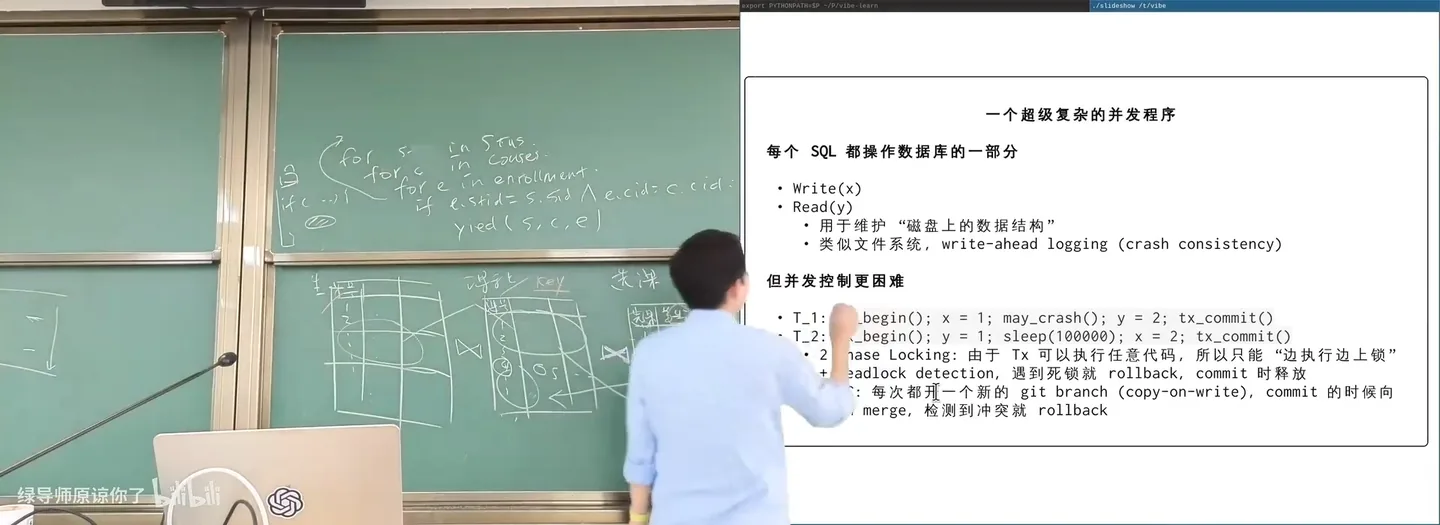 export PYTHONPATH=$P ~/P/vibe-learn
./slideshow /t/vibe
for s in Stus.
for c in couses.
for e in enrollment.
if e.stid = s.sid ∧ e.cid = c.cid:
yied(s, c, e)
key
选课
一个超级复杂的并发程序
每个 SQL 都操作数据库的一部分
• Write(x)
• Read(y)
• 用于维护 “磁盘上的数据结构”
• 类似文件系统, write-ahead logging (crash consistency)
但并发控制更困难
• T_1: _begin(); x = 1; may_crash(); y = 2; tx_commit()
• T_2: _begin(); y = 1; sleep(100000); x = 2; tx_commit()
• 2 hase Locking: 由于 Tx 可以执行任意代码, 所以只能 “边执行边上锁”
+ eadlock detection, 遇到死锁就 rollback, commit 时释放
: 每次都开一个新的 git branch (copy-on-write), commit 的时候向
merge, 检测到冲突就 rollback
绿导师原谅你了 bilibili